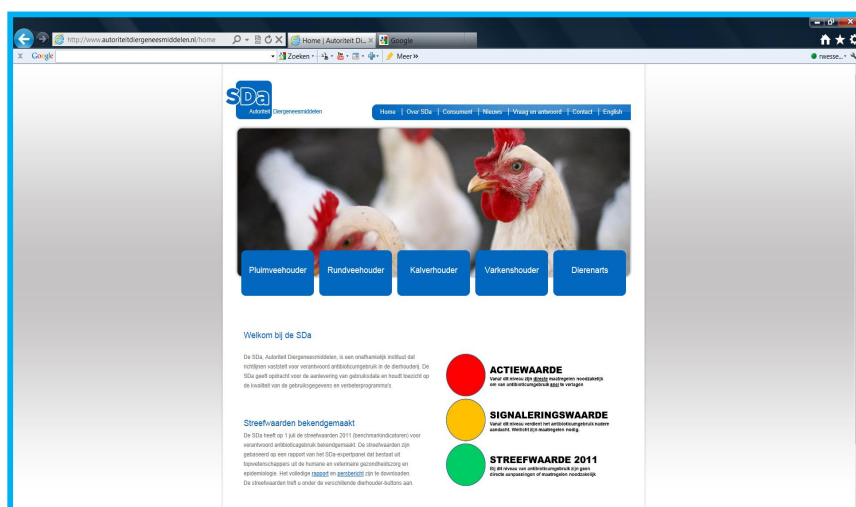 http://www.autoriteitdiergeneesmiddelen.nl/home
Home | Autoriteit Di...
Google
X Google
Zoeken
Meer »
rwesse...
SDa
Autoriteit Diergeneesmiddelen
Home | Over SDa | Consument | Nieuws | Vraag en antwoord | Contact | English
Pluimveehouder
Rundveehouder
Kalverhouder
Varkenshouder
Dierenarts
Welkom bij de SDa
De SDa, Autoriteit Diergeneesmiddelen, is een onafhankelijk instituut dat
richtlijnen vaststelt voor verantwoord antibioticumgebruik in de dierhouderij. De
SDa geeft opdracht voor de aanlevering van gebruiksdata en houdt toezicht op
de kwaliteit van de gebruiksgegevens en verbeterprogramma's.
Streefwaarden bekendgemaakt
De SDa heeft op 1 juli de streefwaarden 2011 (benchmarkindicatoren) voor
verantwoord antibioticagebruik bekendgemaakt. De streefwaarden zijn
gebaseerd op een rapport van het SDa-expertpanel dat bestaat uit
topwetenschappers uit de humane en veterinaire gezondheidszorg en
epidemiologie. Het volledige rapport en persbericht zijn te downloaden.
De streefwaarden treft u onder de verschillende dierhouder-buttons aan.
ACTIEWAARDE
Vanaf dit niveau zijn directe maatregelen noodzakelijk
om van antibioticumgebruik snel te verlagen
SIGNALERINGSWAARDE
Vanaf dit niveau verdient het antibioticumgebruik nadere
aandacht. Wellicht zijn maatregelen nodig.
STREEFWAARDE 2011
Bij dit niveau van antibioticumgebruik zijn geen
directe aanpassingen of maatregelen noodzakelijk